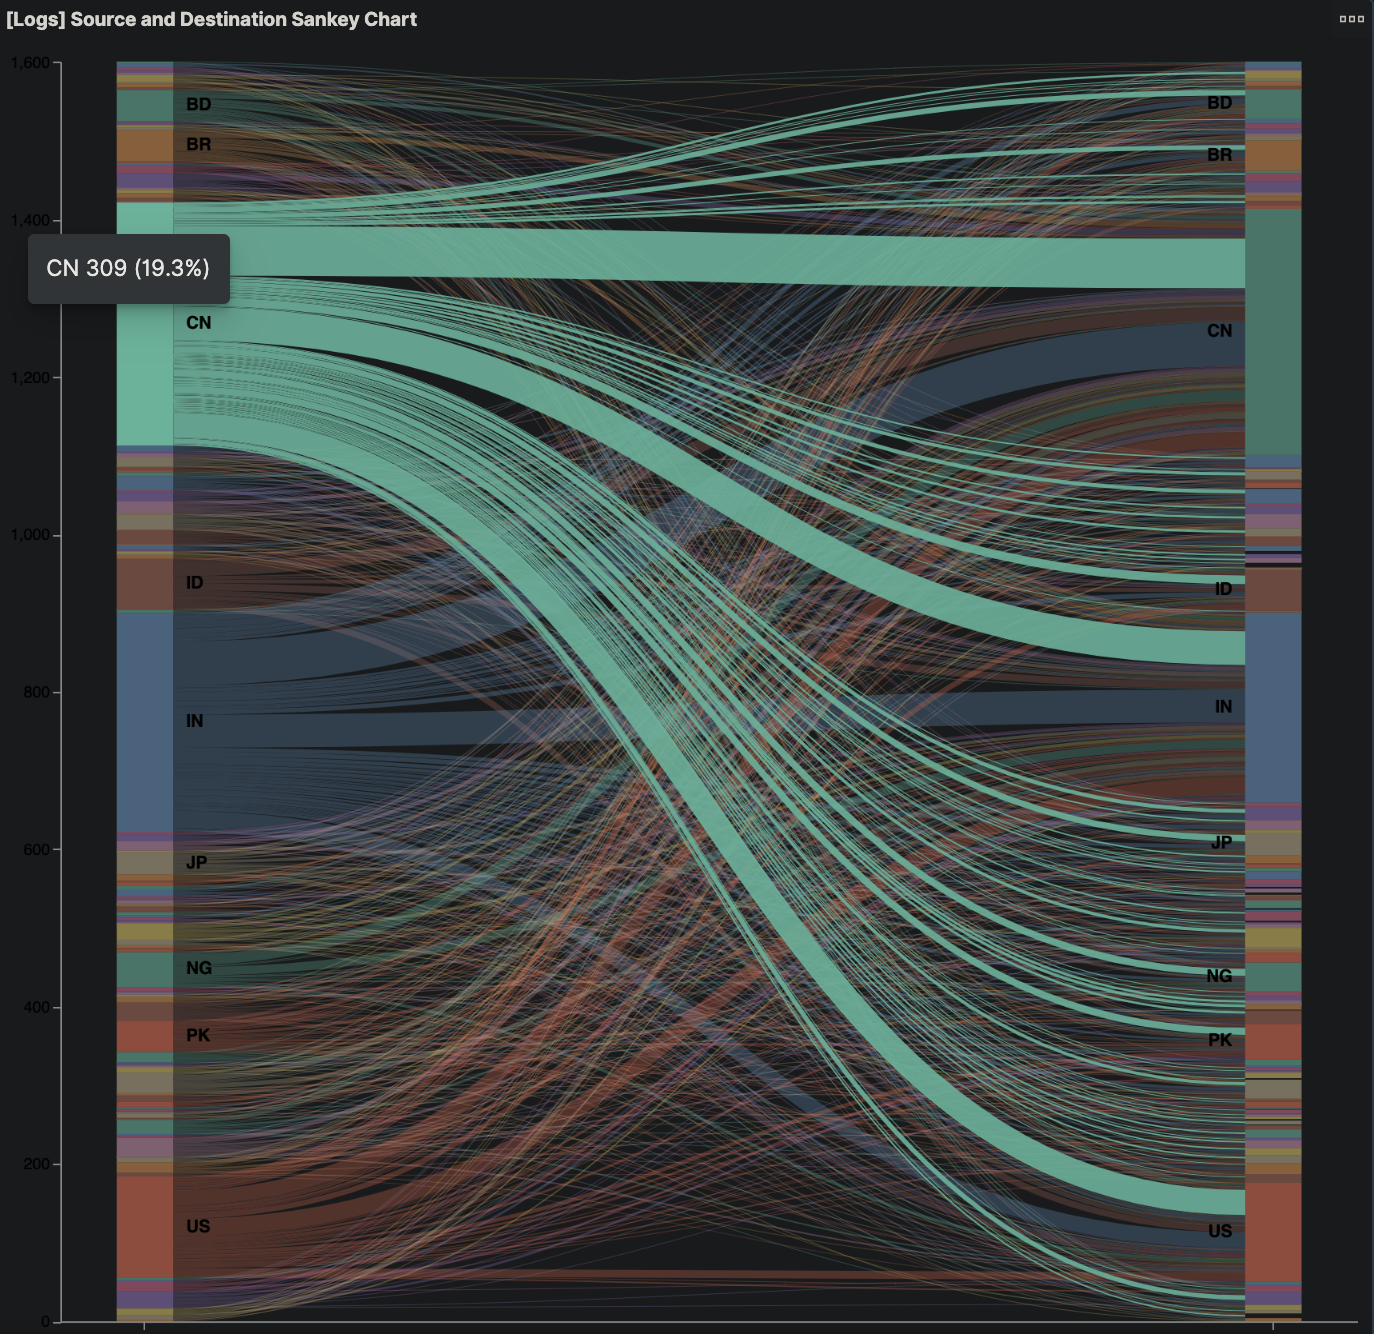 [Logs] Source and Destination Sankey Chart
1,600
BD
BD
BR
BR
1,400
CN 309 (19.3%)
CN
CN
1,200
1,000
ID
ID
800
IN
IN
600
JP
JP
NG
NG
400
PK
PK
200
US
US
0